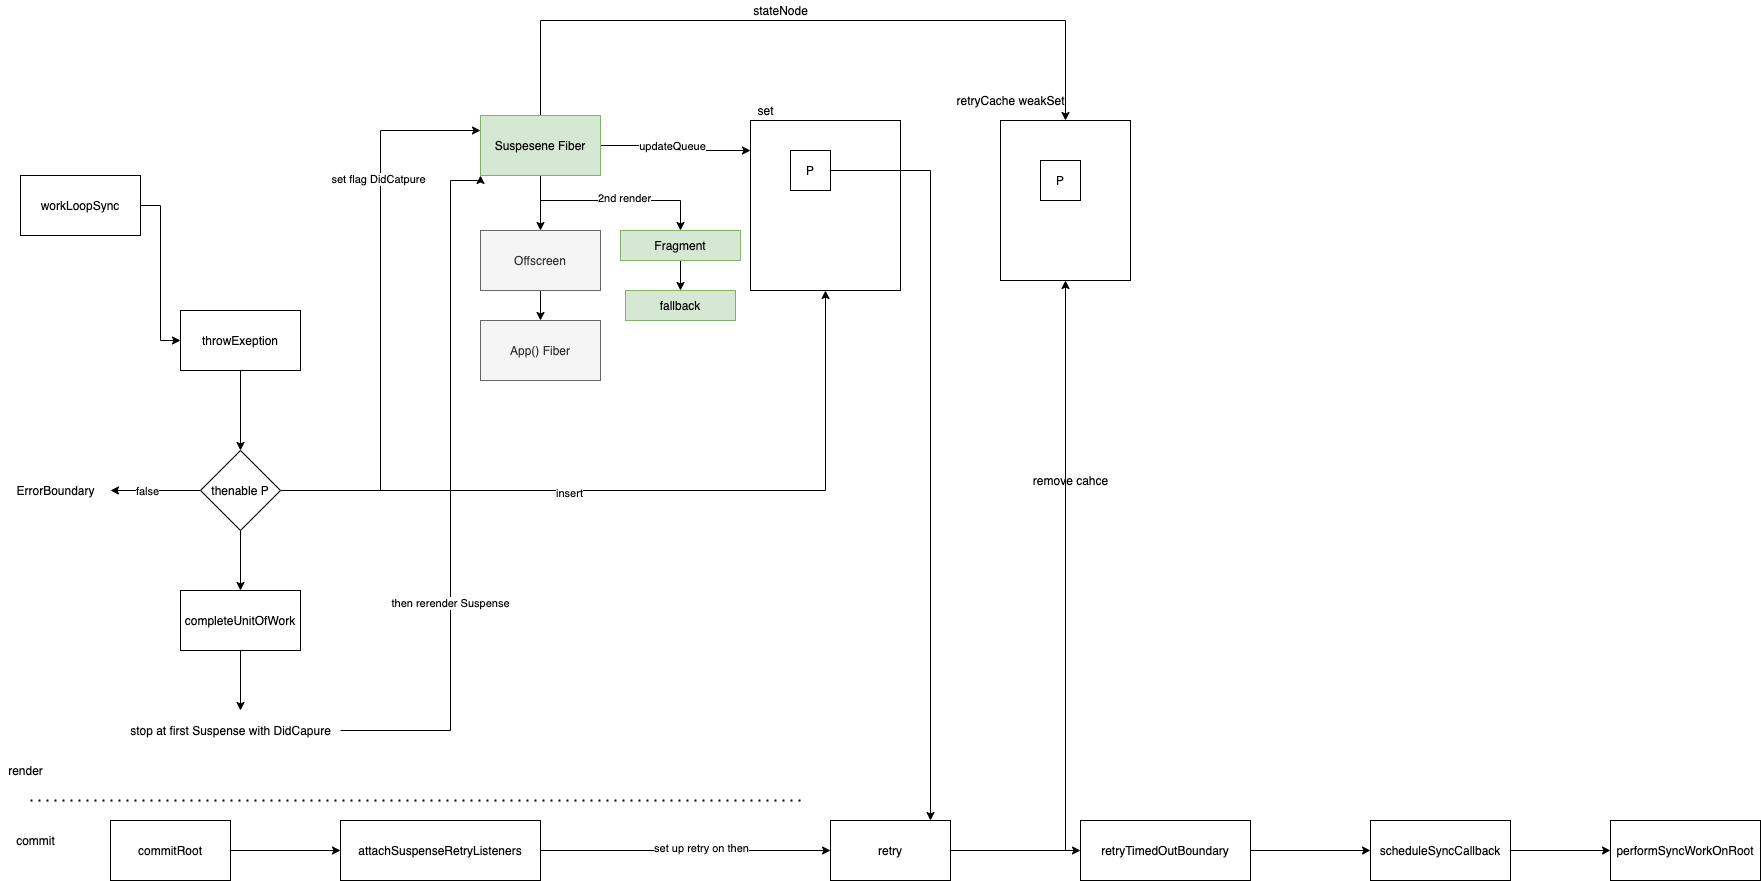 stateNode
retryCache weakSet
set
Suspesene Fiber
updateQueue
P
P
set flag DidCatpure
workLoopSync
2nd render
Fragment
Offscreen
fallback
throwExeption
App() Fiber
remove cahce
ErrorBoundary
false
thenable P
insert
then rerender Suspense
completeUnitOfWork
stop at first Suspense with DidCapure
render
commit
commitRoot
attachSuspenseRetryListeners
set up retry on then
retry
retryTimedOutBoundary
scheduleSyncCallback
performSyncWorkOnRoot